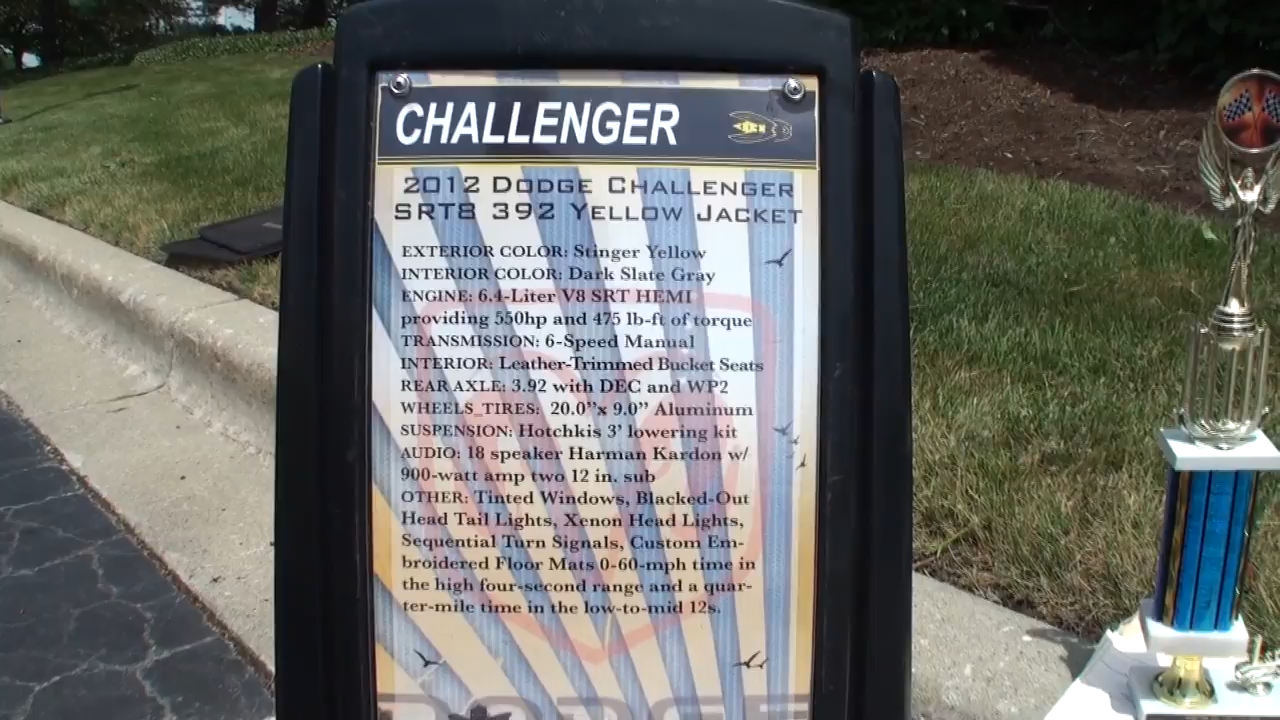 CHALLENGER
2012 DODGE CHALLENGER
SRT8 392 YELLOW JACKET
EXTERIOR COLOR: Stinger Yellow
INTERIOR COLOR: Dark Slate Gray
ENGINE: 6.4-Liter V8 SRT HEMI
providing 550hp and 475 lb-ft of torque
TRANSMISSION: 6-Speed Manual
INTERIOR: Leather-Trimmed Bucket Seats
REAR AXLE: 3.92 with DEC and WP2
WHEELS_TIRES: 20.0”x 9.0” Aluminum
SUSPENSION: Hotchkis 3’ lowering kit
AUDIO: 18 speaker Harman Kardon w/
900-watt amp two 12 in. sub
OTHER: Tinted Windows, Blacked-Out
Head Tail Lights, Xenon Head Lights,
Sequential Turn Signals, Custom Em-
broidered Floor Mats 0-60-mph time in
the high four-second range and a quar-
ter-mile time in the low-to-mid 12s.
DODGE